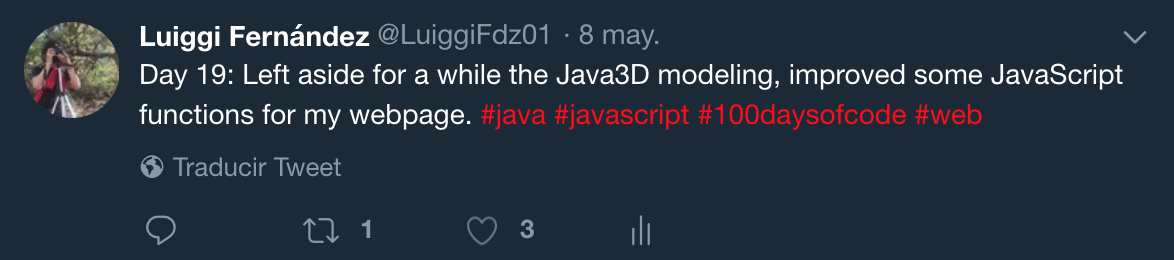 Luiggi Fernández @LuiggiFdz01 · 8 may.
Day 19: Left aside for a while the Java3D modeling, improved some JavaScript
functions for my webpage. #java #javascript #100daysofcode #web
Traducir Tweet
1 3